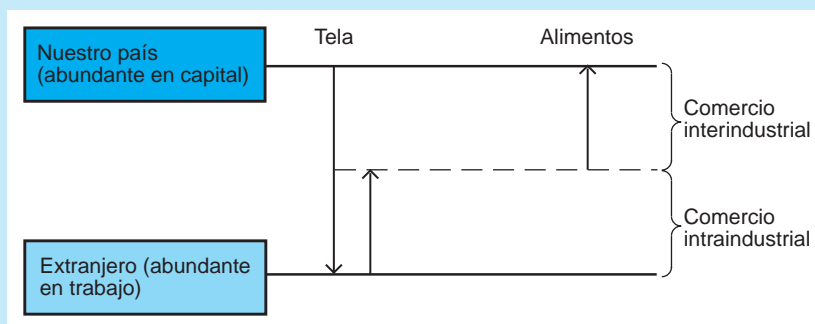 Tela
Alimentos
Nuestro país
(abundante en capital)
Comercio
interindustrial
Comercio
intraindustrial
Extranjero (abundante
en trabajo)